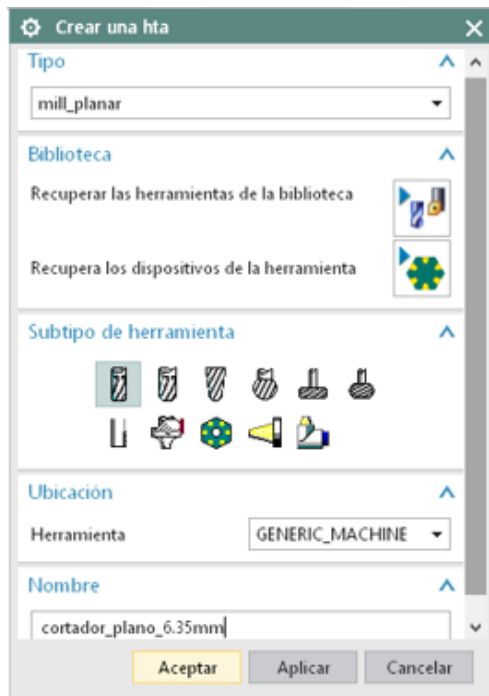 Crear una hta
Tipo
mill_planar
Biblioteca
Recuperar las herramientas de la biblioteca
Recupera los dispositivos de la herramienta
Subtipo de herramienta
Ubicación
Herramienta GENERIC_MACHINE
Nombre
cortador_plano_6.35mm
Aceptar Aplicar Cancelar